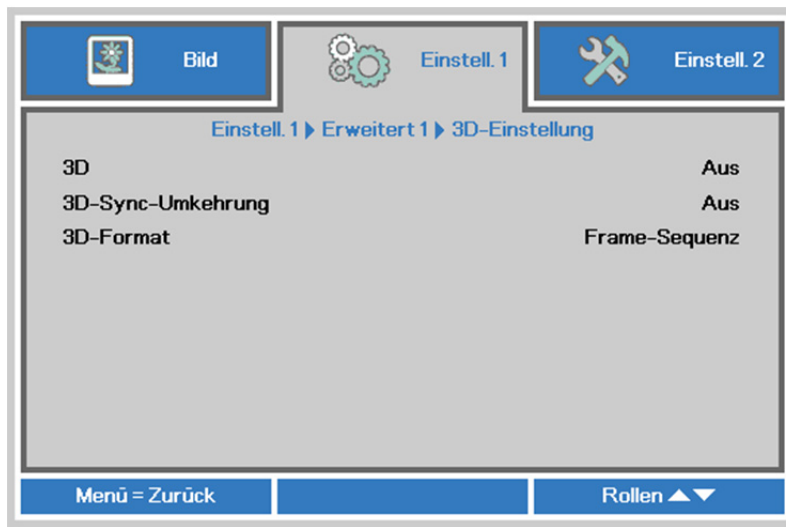 Bild
Einstell. 1
Einstell. 2
Einstell. 1 ▶ Erweitert 1 ▶ 3D-Einstellung
3D Aus
3D-Sync-Umkehrung Aus
3D-Format Frame-Sequenz
Menü = Zurück
Rollen ▲▼